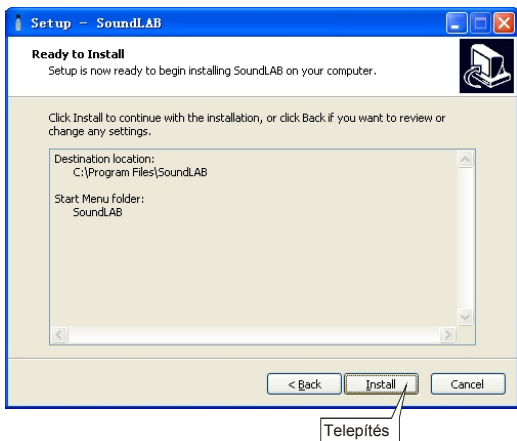 Setup - SoundLAB
Ready to Install
Setup is now ready to begin installing SoundLAB on your computer.
Click Install to continue with the installation, or click Back if you want to review or
change any settings.
Destination location:
C:\Program Files\SoundLAB
Start Menu folder:
SoundLAB
< Back Install Cancel
Telepítés